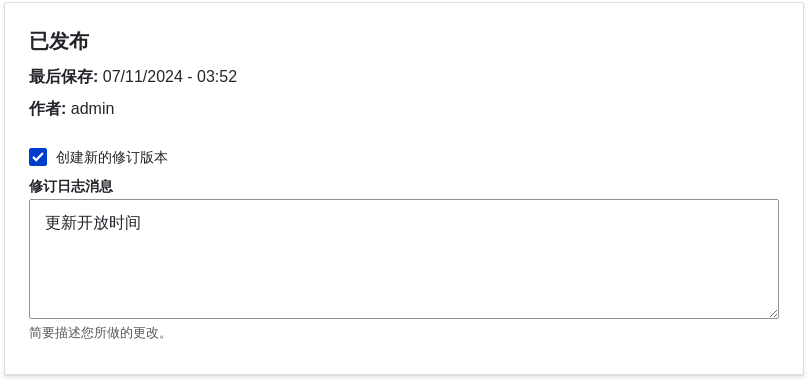 已发布
最后保存: 07/11/2024 - 03:52
作者: admin
创建新的修订版本
修订日志消息
更新开放时间
简要描述您所做的更改。